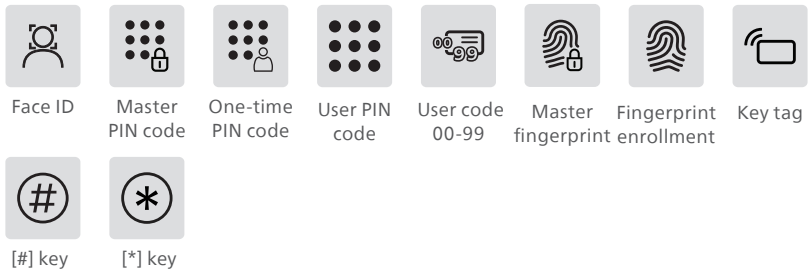 Face ID
Master PIN code
One-time PIN code
User PIN code
00 99
User code 00-99
Master fingerprint
Fingerprint enrollment
Key tag
#
*
[#] key
[*] key